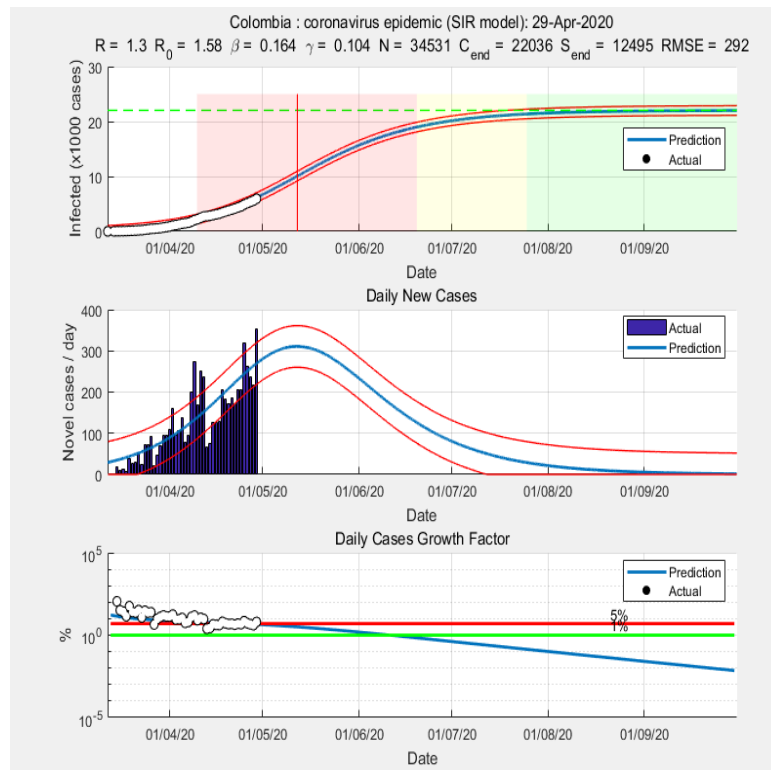 Colombia : coronavirus epidemic (SIR model): 29-Apr-2020
R = 1.3 R0 = 1.58 β = 0.164 γ = 0.104 N = 34531 Cend = 22036 Send = 12495 RMSE = 292
Infected (x1000 cases)
30
20
10
0
Prediction
Actual
01/04/20 01/05/20 01/06/20 01/07/20 01/08/20 01/09/20
Date
Daily New Cases
Novel cases / day
400
300
200
100
0
Actual
Prediction
01/04/20 01/05/20 01/06/20 01/07/20 01/08/20 01/09/20
Date
Daily Cases Growth Factor
%
10^5
10^0
10^-5
Prediction
Actual
5%
1%
01/04/20 01/05/20 01/06/20 01/07/20 01/08/20 01/09/20
Date